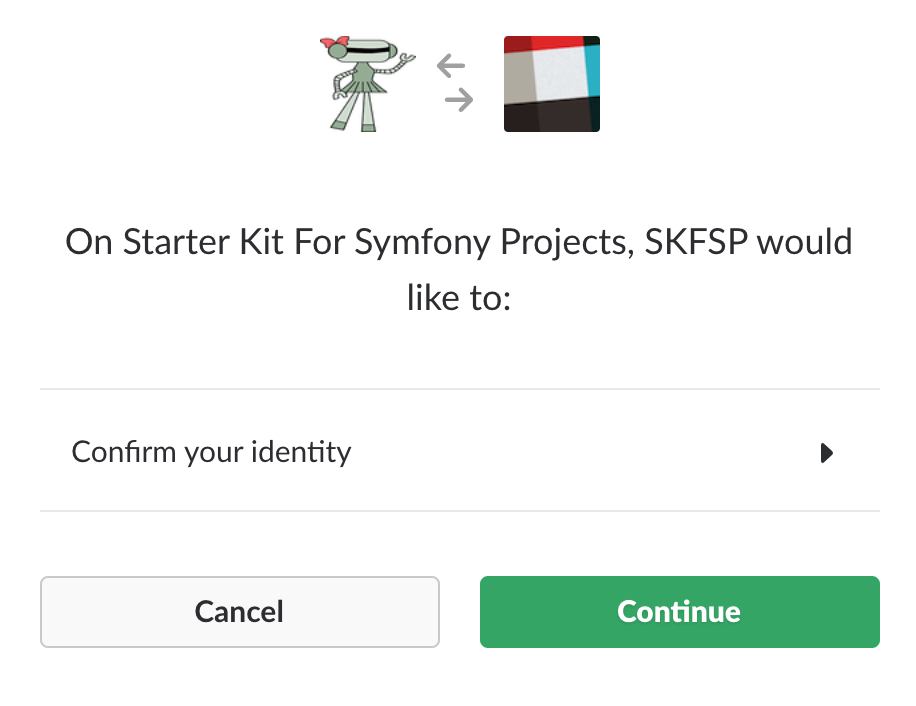 On Starter Kit For Symfony Projects, SKFSP would
like to:
Confirm your identity
Cancel
Continue